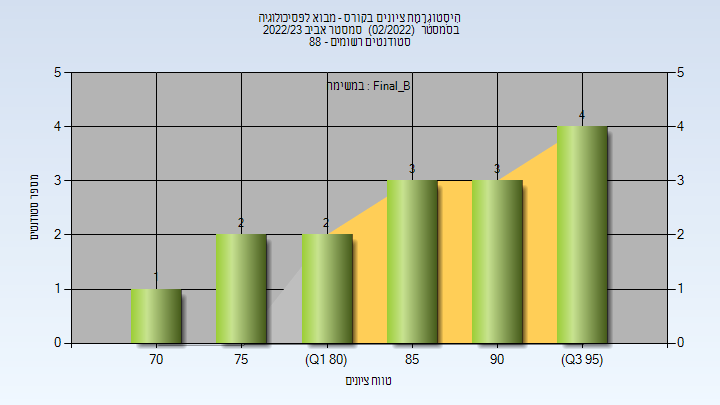 היסטוגרמת ציונים בקורס - מבוא לפסיכולוגיה
בסמסטר (02/2022) סמסטר אביב 2022/23
סטודנטים רשומים - 88
במשימה : Final_B
5 5
4 4
3 3
2 2
1 1
0 0
1 2 2 3 3 4
מספר סטודנטים
70 75 (Q1 80) 85 90 (Q3 95)
טווח ציונים